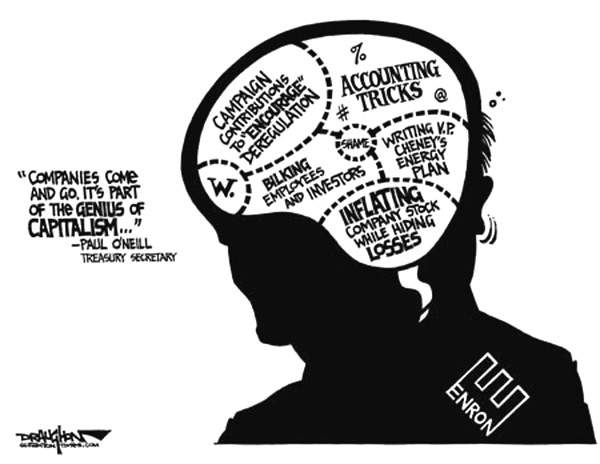 "COMPANIES COME
AND GO. IT'S PART
OF THE GENIUS OF
CAPITALISM..."
-PAUL O'NEILL
TREASURY SECRETARY
CAMPAIGN
CONTRIBUTIONS
TO "ENCOURAGE"
DEREGULATION
%
ACCOUNTING
TRICKS
#
@
SHAME
WRITING V.P.
CHENEY'S
ENERGY
PLAN
W.
BILKING
EMPLOYEES
AND INVESTORS
INFLATING
COMPANY STOCK
WHILE HIDING
LOSSES
E
ENRON
DRAUGHON